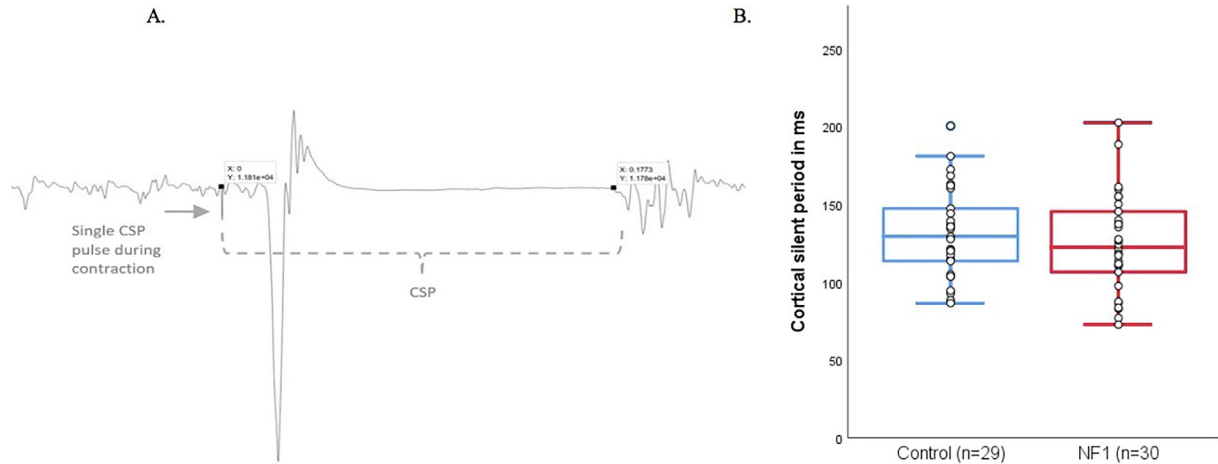 A.
B.
X: 0
Y: 1.181e+04
X: 0.1773
Y: 1.178e+04
Single CSP
pulse during
contraction
CSP
Cortical silent period in ms
250
200
150
100
50
0
Control (n=29)
NF1 (n=30